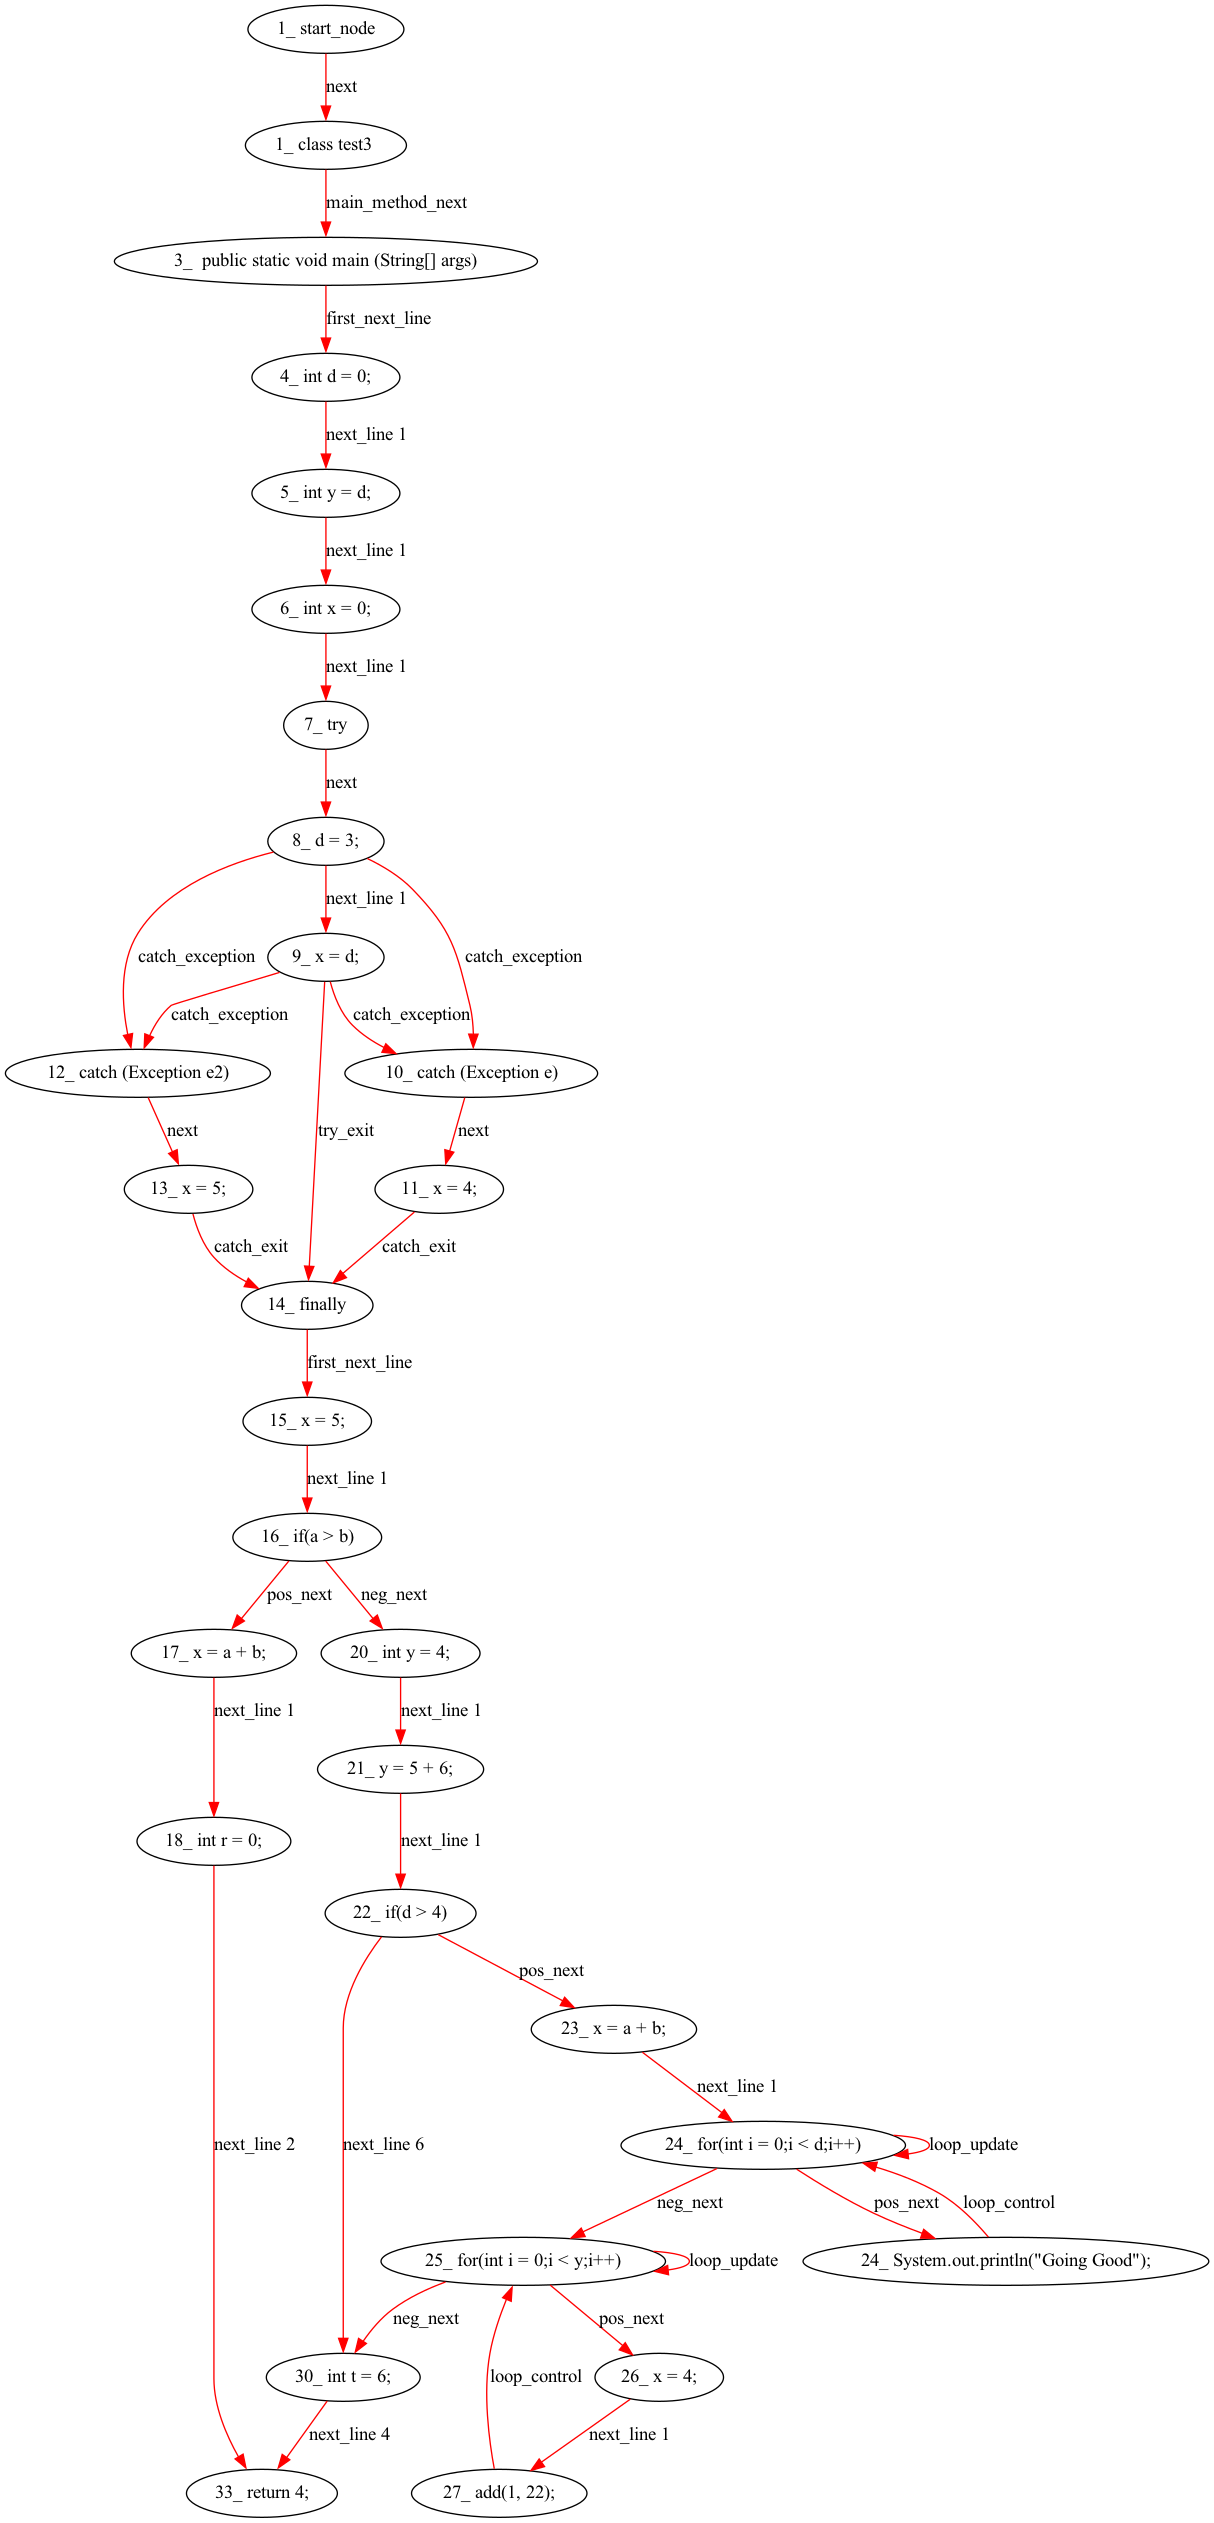 1_ start_node
next
1_ class test3
main_method_next
3_  public static void main (String[] args)
first_next_line
4_ int d = 0;
next_line 1
5_ int y = d;
next_line 1
6_ int x = 0;
next_line 1
7_ try
next
8_ d = 3;
next_line 1
catch_exception
9_ x = d;
catch_exception
catch_exception
catch_exception
12_ catch (Exception e2)
10_ catch (Exception e)
next
try_exit
next
13_ x = 5;
11_ x = 4;
catch_exit
catch_exit
14_ finally
first_next_line
15_ x = 5;
next_line 1
16_ if(a > b)
pos_next
neg_next
17_ x = a + b;
20_ int y = 4;
next_line 1
next_line 1
21_ y = 5 + 6;
18_ int r = 0;
next_line 1
22_ if(d > 4)
pos_next
23_ x = a + b;
next_line 1
next_line 2
next_line 6
24_ for(int i = 0;i < d;i++)
loop_update
neg_next
pos_next
loop_control
25_ for(int i = 0;i < y;i++)
loop_update
24_ System.out.println("Going Good");
neg_next
pos_next
30_ int t = 6;
loop_control
26_ x = 4;
next_line 4
next_line 1
33_ return 4;
27_ add(1, 22);